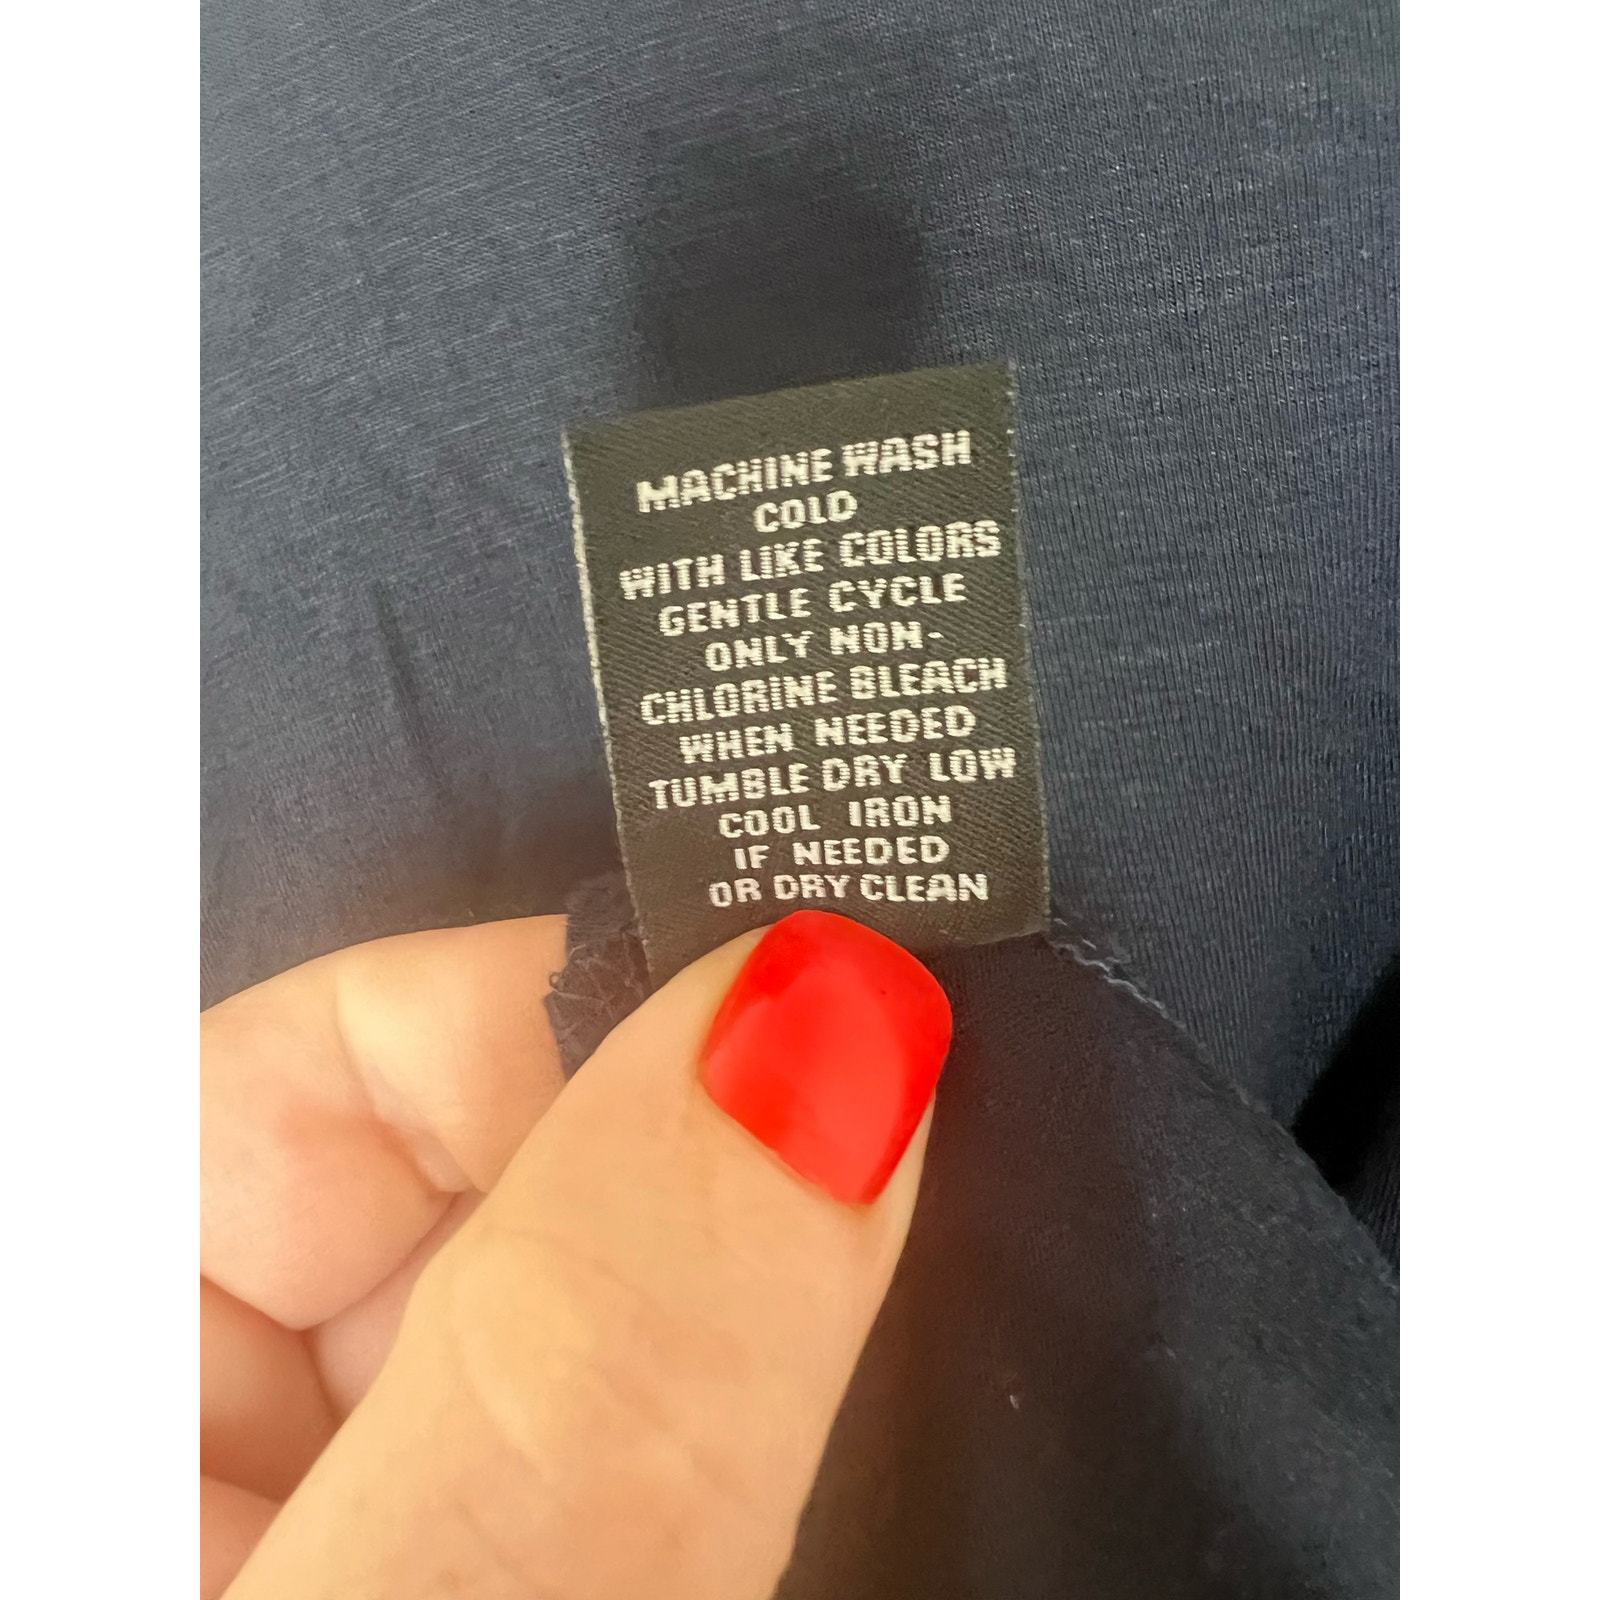 MACHINE WASH
COLD
WITH LIKE COLORS
GENTLE CYCLE
ONLY NON-
CHLORINE BLEACH
WHEN NEEDED
TUMBLE DRY LOW
COOL IRON
IF NEEDED
OR DRY CLEAN